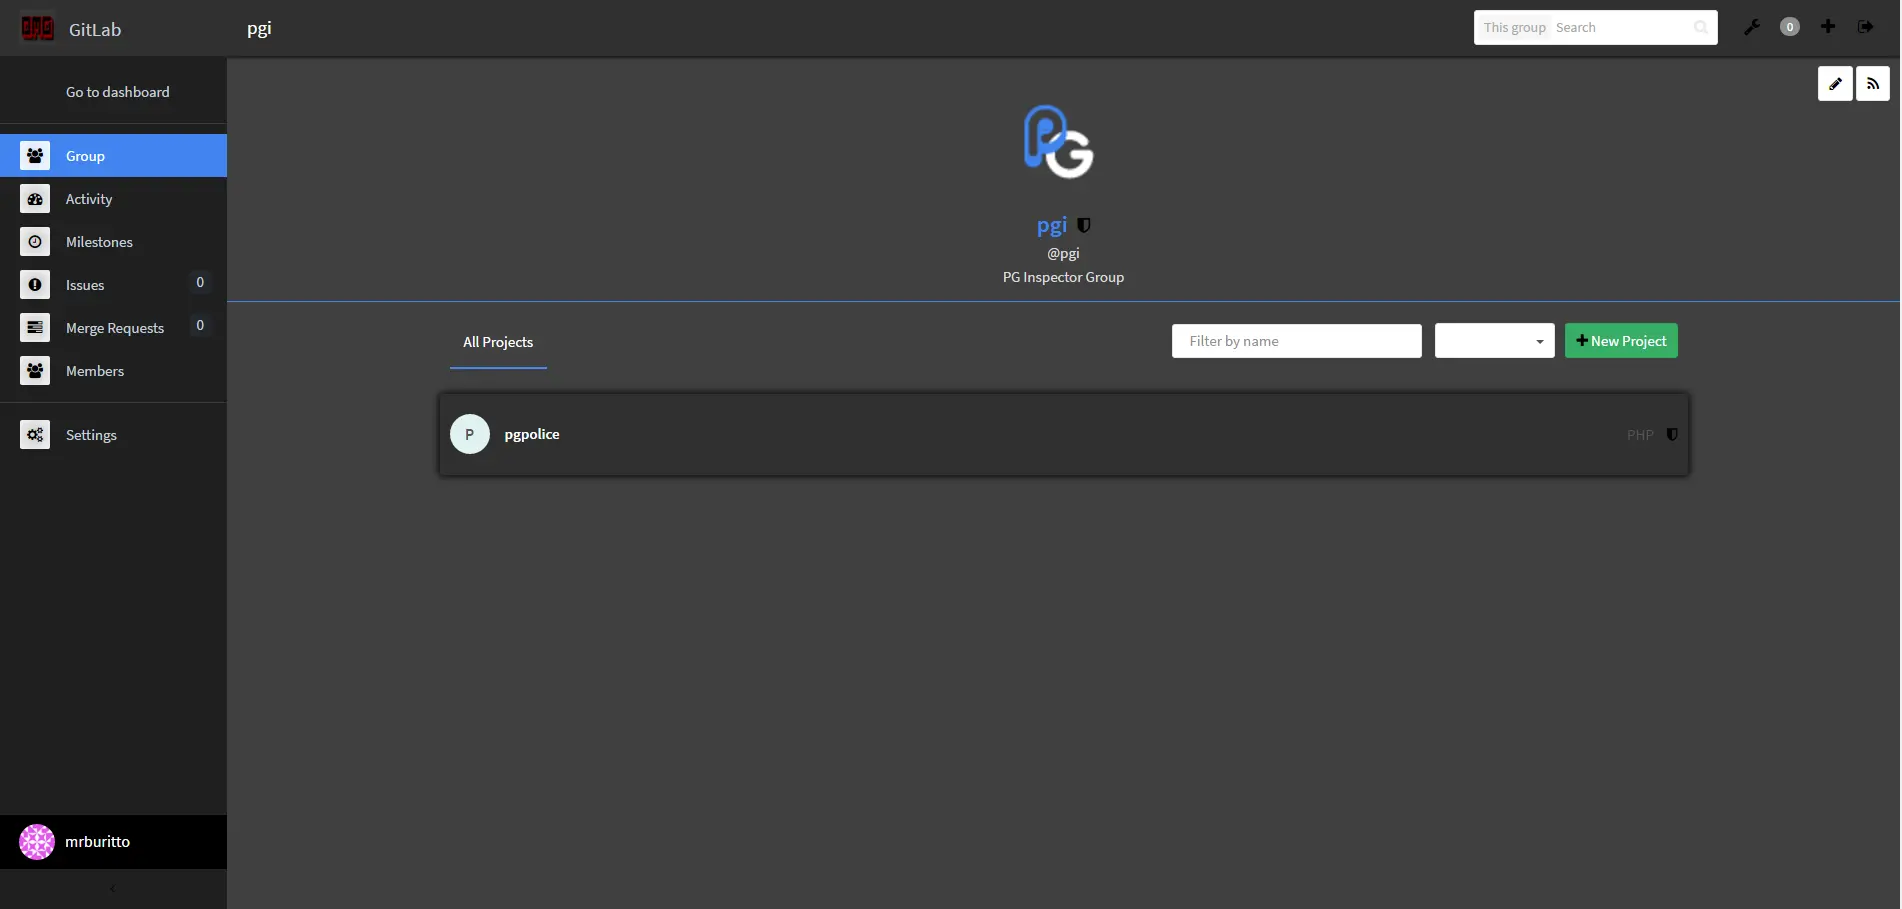 GitLab
pgi
This group Search
0
Go to dashboard
Group
Activity
Milestones
Issues 0
Merge Requests 0
Members
Settings
PG
pgi
@pgi
PG Inspector Group
All Projects
Filter by name
New Project
P pgpolice PHP
mrburitto